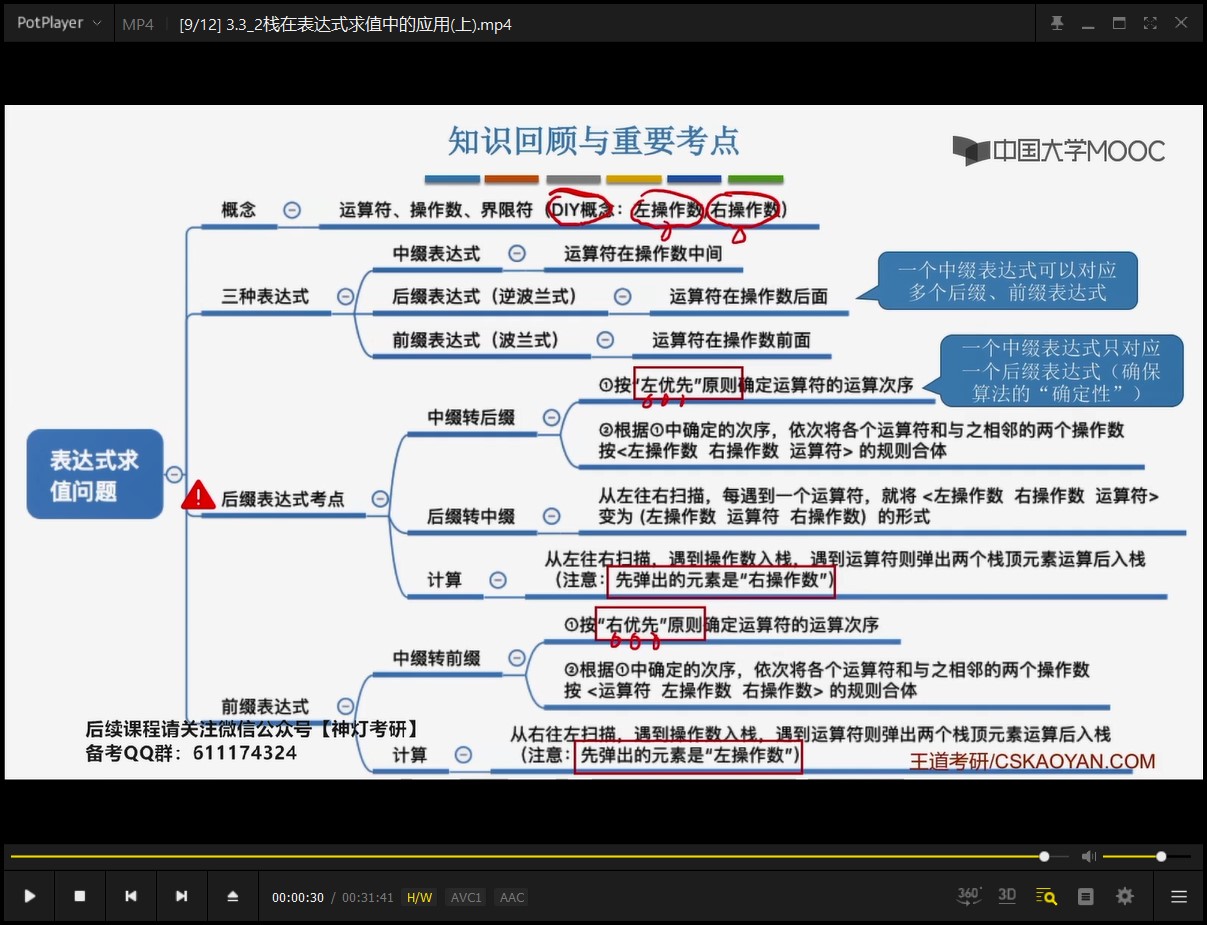 PotPlayer MP4 [9/12] 3.3_2栈在表达式求值中的应用(上).mp4
知识回顾与重要考点
中国大学MOOC
概念
运算符、操作数、界限符（DIY概念：左操作数/右操作数）
三种表达式
中缀表达式
运算符在操作数中间
后缀表达式（逆波兰式）
运算符在操作数后面
前缀表达式（波兰式）
运算符在操作数前面
一个中缀表达式可以对应
多个后缀、前缀表达式
表达式求
值问题
后缀表达式考点
中缀转后缀
①按“左优先”原则确定运算符的运算次序
②根据①中确定的次序，依次将各个运算符和与之相邻的两个操作数
按<左操作数 右操作数 运算符> 的规则合体
一个中缀表达式只对应
一个后缀表达式（确保
算法的“确定性”）
后缀转中缀
从左往右扫描，每遇到一个运算符，就将 <左操作数 右操作数 运算符>
变为 (左操作数 运算符 右操作数) 的形式
计算
从左往右扫描，遇到操作数入栈，遇到运算符则弹出两个栈顶元素运算后入栈
（注意：先弹出的元素是“右操作数”）
前缀表达式
中缀转前缀
①按“右优先”原则确定运算符的运算次序
②根据①中确定的次序，依次将各个运算符和与之相邻的两个操作数
按 <运算符 左操作数 右操作数> 的规则合体
计算
从右往左扫描，遇到操作数入栈，遇到运算符则弹出两个栈顶元素运算后入栈
（注意：先弹出的元素是“左操作数”）
后续课程请关注微信公众号【神灯考研】
备考QQ群：611174324
王道考研/CSKAOYAN.COM
00:00:30 / 00:31:41 H/W AVC1 AAC
360° 3D